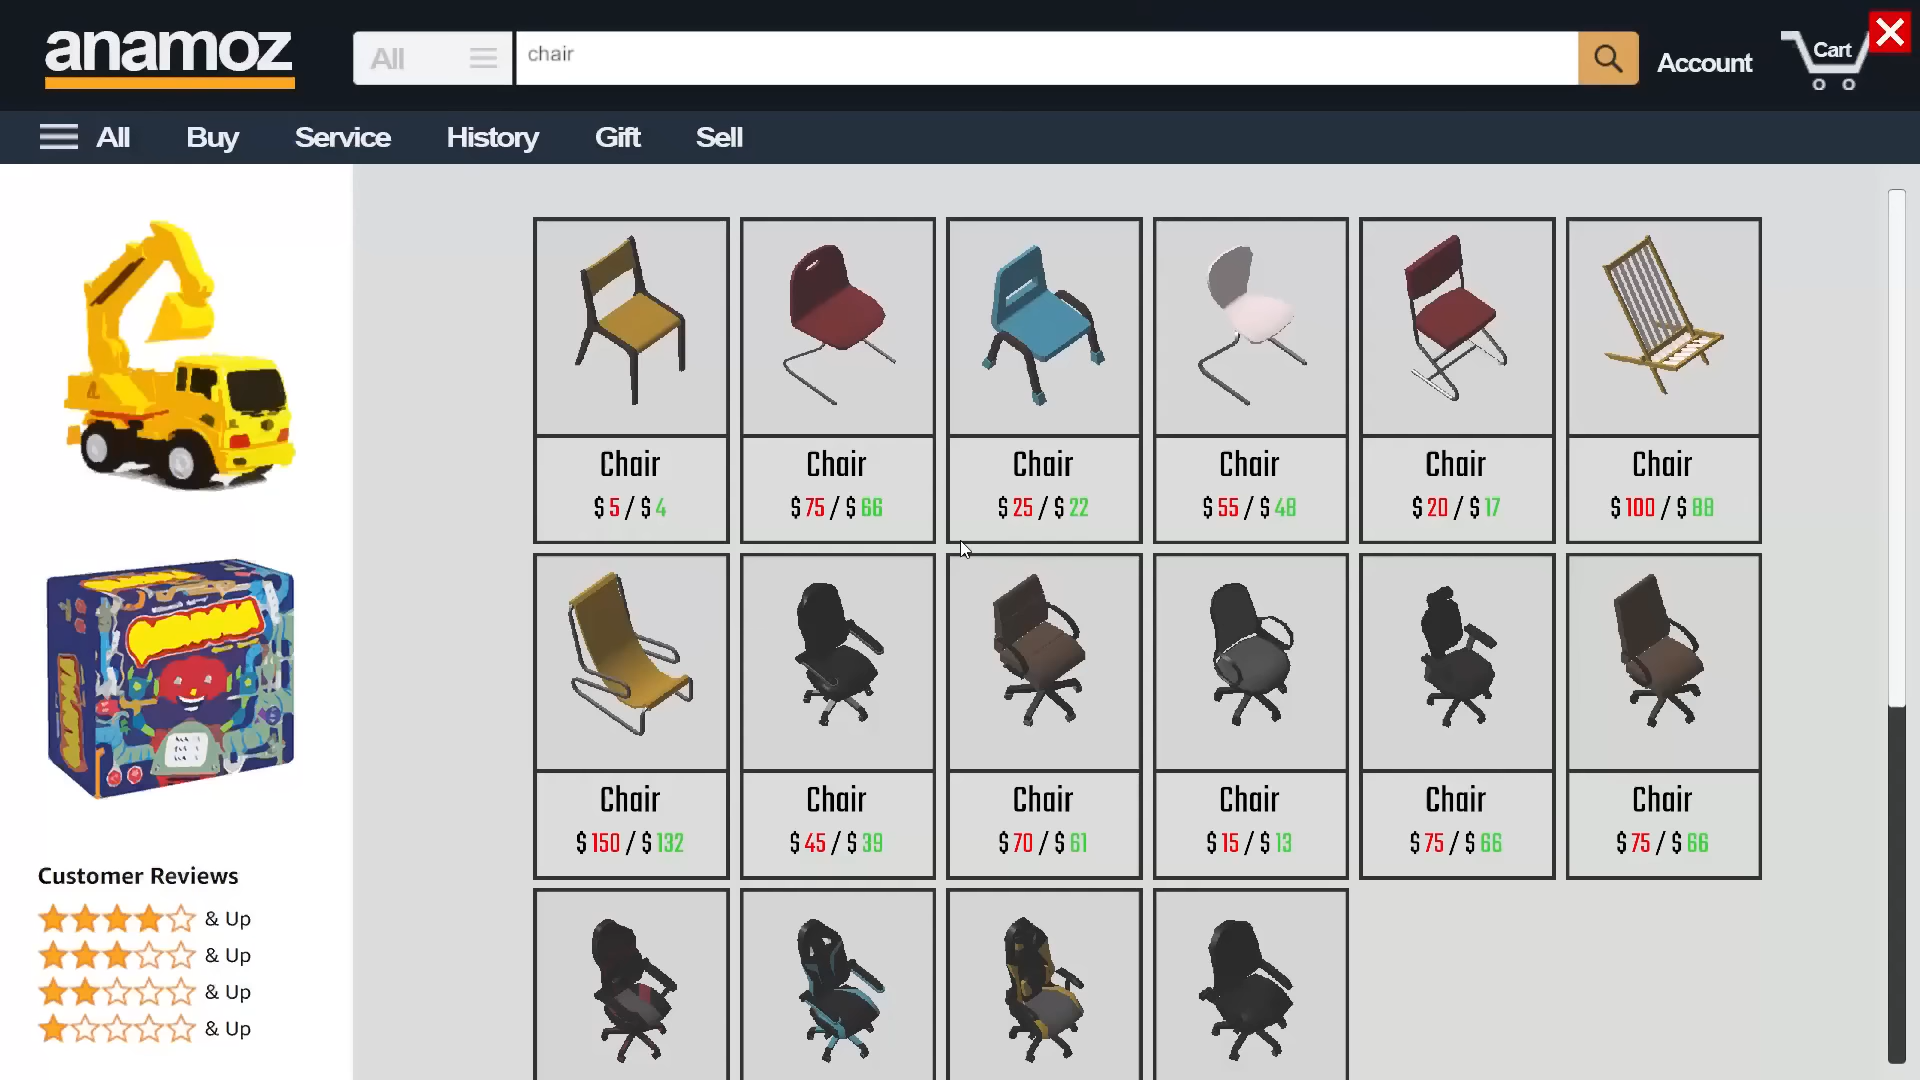 anamoz
All
chair
Account
Cart
All Buy Service History Gift Sell
Chair
$ 5 / $ 4
Chair
$ 75 / $ 66
Chair
$ 25 / $ 22
Chair
$ 55 / $ 48
Chair
$ 20 / $ 17
Chair
$ 100 / $ 88
Chair
$ 150 / $ 132
Chair
$ 45 / $ 39
Chair
$ 70 / $ 61
Chair
$ 15 / $ 13
Chair
$ 75 / $ 66
Chair
$ 75 / $ 66
Customer Reviews
& Up
& Up
& Up
& Up